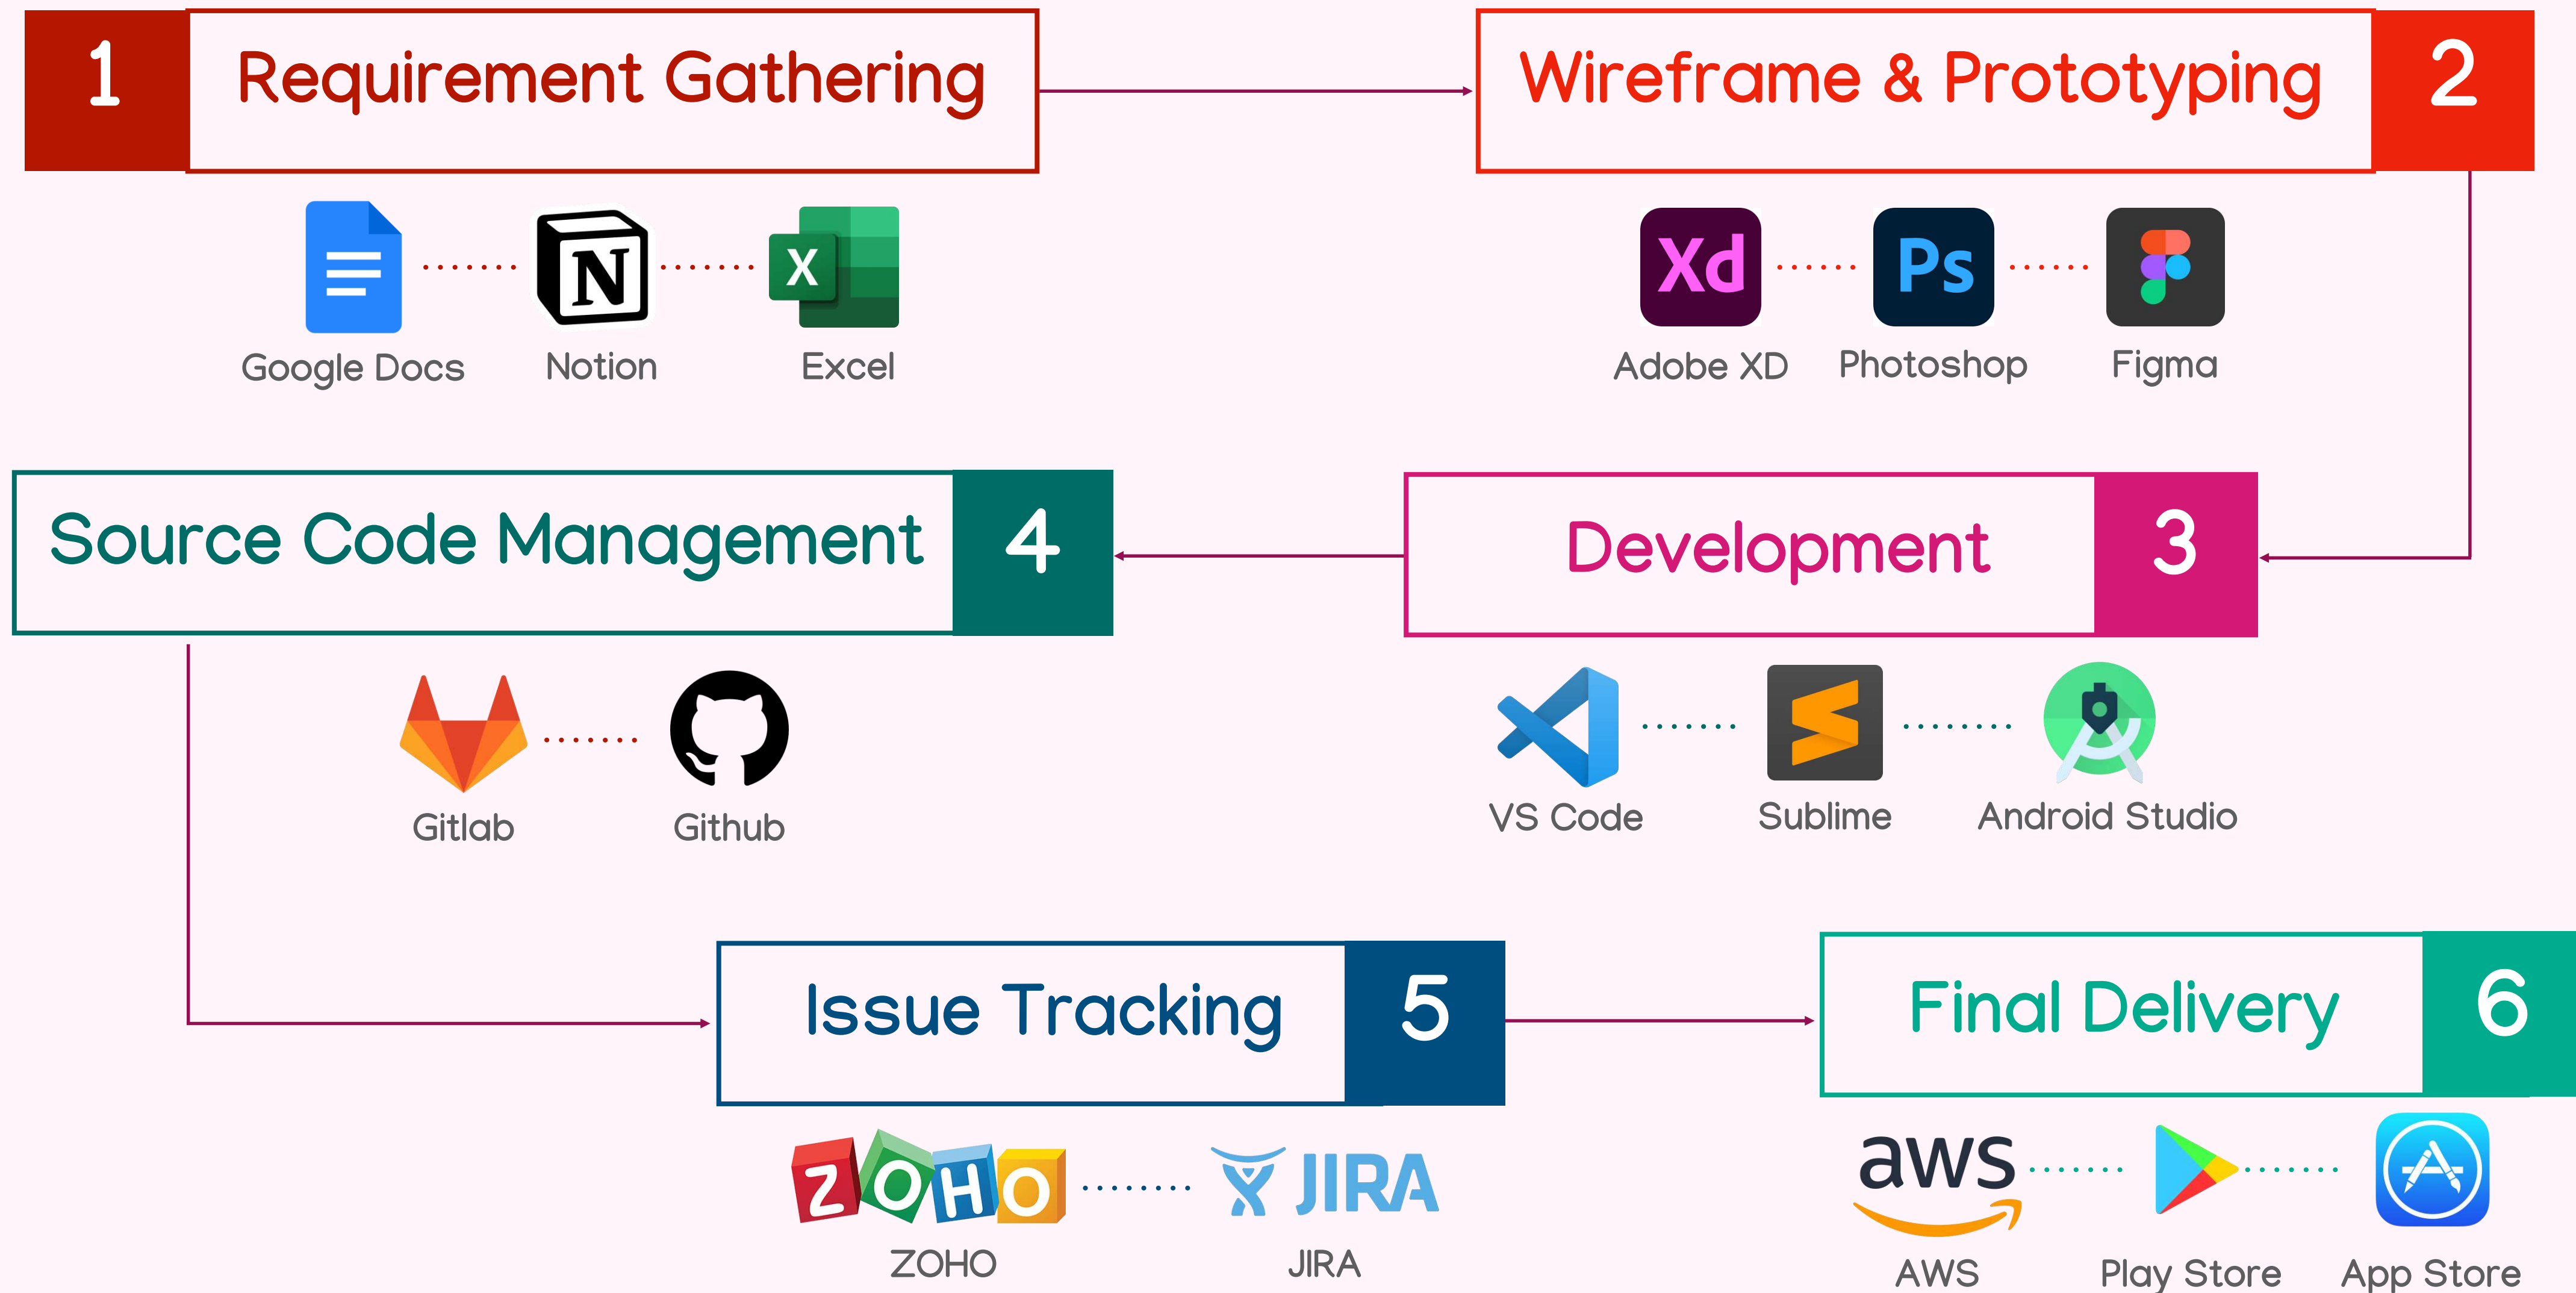 1 Requirement Gathering
Wireframe & Prototyping 2
N
X
Xd
Ps
Google Docs
Notion
Excel
Adobe XD
Photoshop
Figma
Development 3
VS Code
Sublime
Android Studio
Source Code Management 4
Gitlab
Github
Issue Tracking 5
ZOHO
JIRA
ZOHO
JIRA
Final Delivery 6
aws
AWS
Play Store
App Store